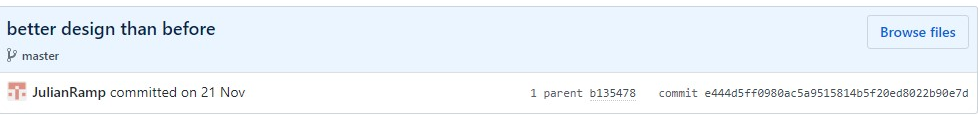 better design than before
Browse files
master
JulianRamp committed on 21 Nov
1 parent b135478 commit e444d5ff0980ac5a9515814b5f20ed8022b90e7d